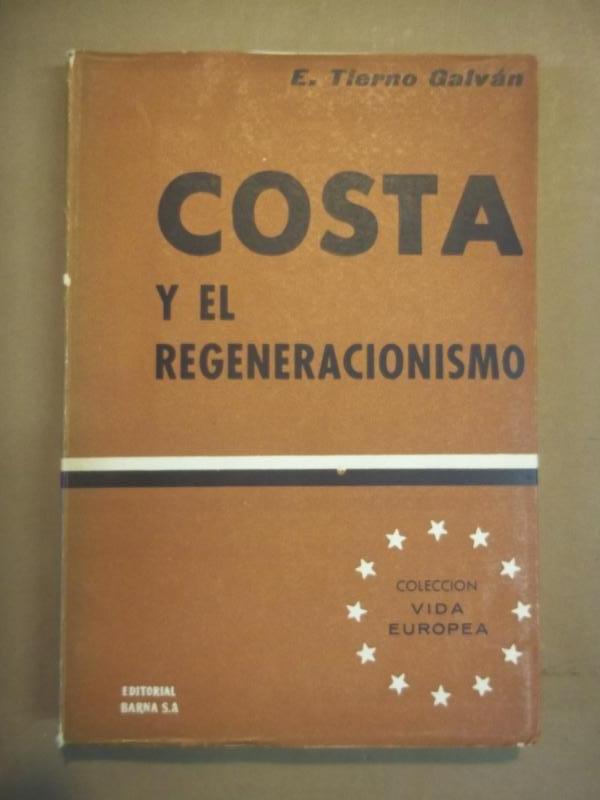 E. Tierno Galván
COSTA
Y EL
REGENERACIONISMO
COLECCION
VIDA
EUROPEA
EDITORIAL
BARNA S.A